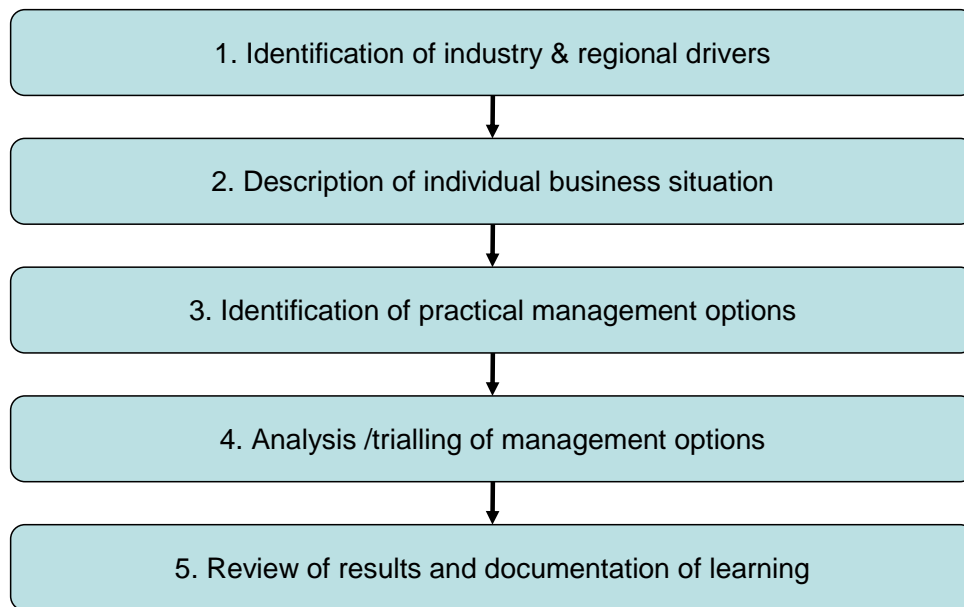 1. Identification of industry & regional drivers
2. Description of individual business situation
3. Identification of practical management options
4. Analysis /trialling of management options
5. Review of results and documentation of learning